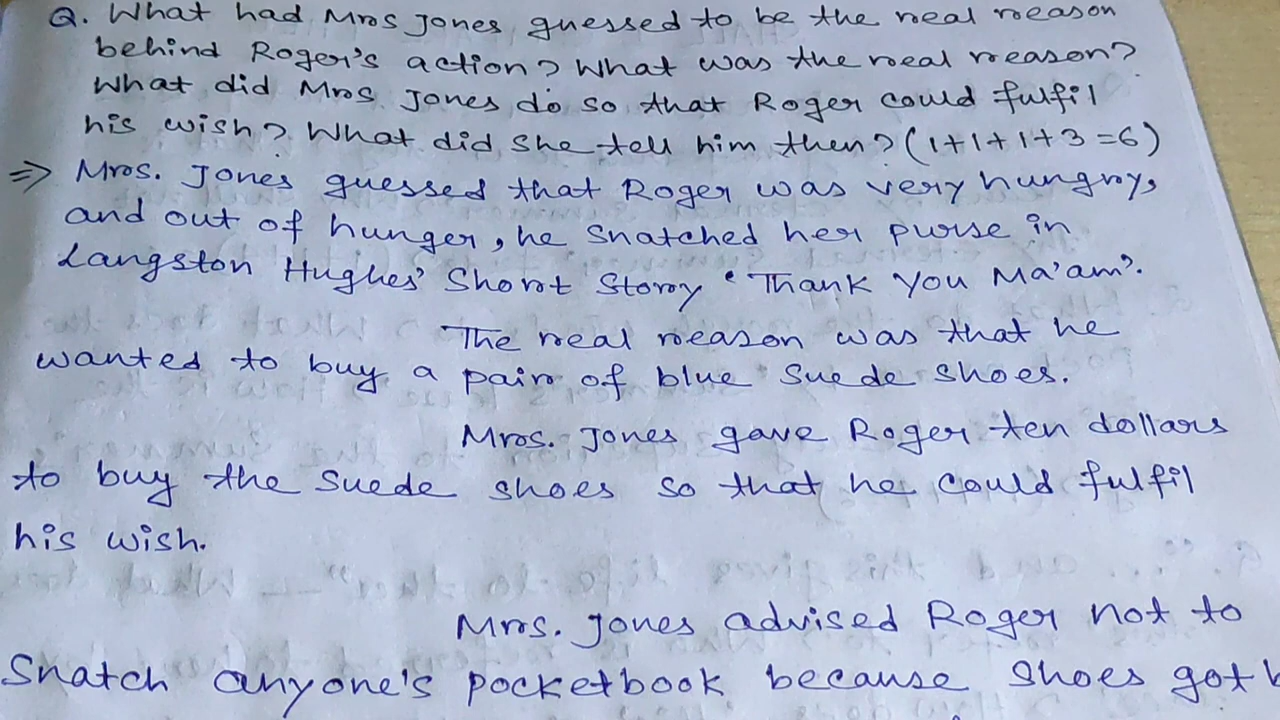 Q. What had Mrs Jones guessed to be the real reason
behind Roger's action? What was the real reason?
What did Mrs Jones do so that Roger could fulfil
his wish? What did she tell him then? (1+1+1+3=6)
⇒ Mrs. Jones guessed that Roger was very hungry,
and out of hunger, he snatched her purse in
Langston Hughes' Short Story 'Thank You Ma'am'.
The real reason was that he
wanted to buy a pair of blue suede shoes.
Mrs. Jones gave Roger ten dollars
to buy the suede shoes so that he could fulfil
his wish.
Mrs. Jones advised Roger not to
Snatch anyone's pocketbook because shoes got